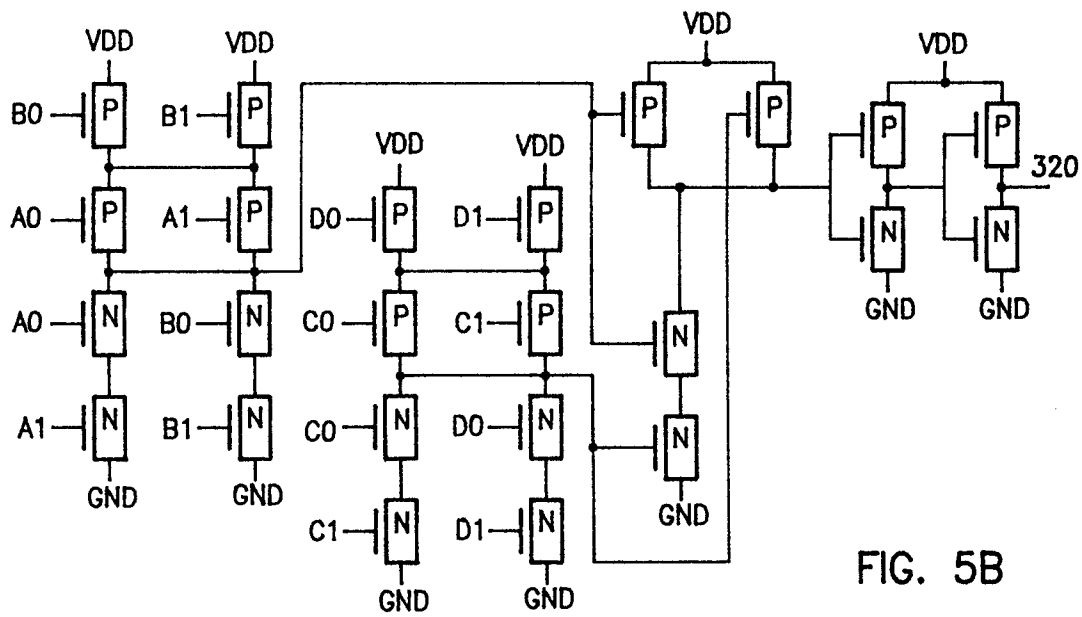 VDD VDD VDD VDD
B0 P B1 P P P P P
VDD VDD
320
A0 P A1 P D0 P D1 P
N N
A0 N B0 N C0 P C1 P N GND GND
A1 N B1 N C0 N D0 N N
GND GND GND
C1 N D1 N
GND GND
FIG. 5B